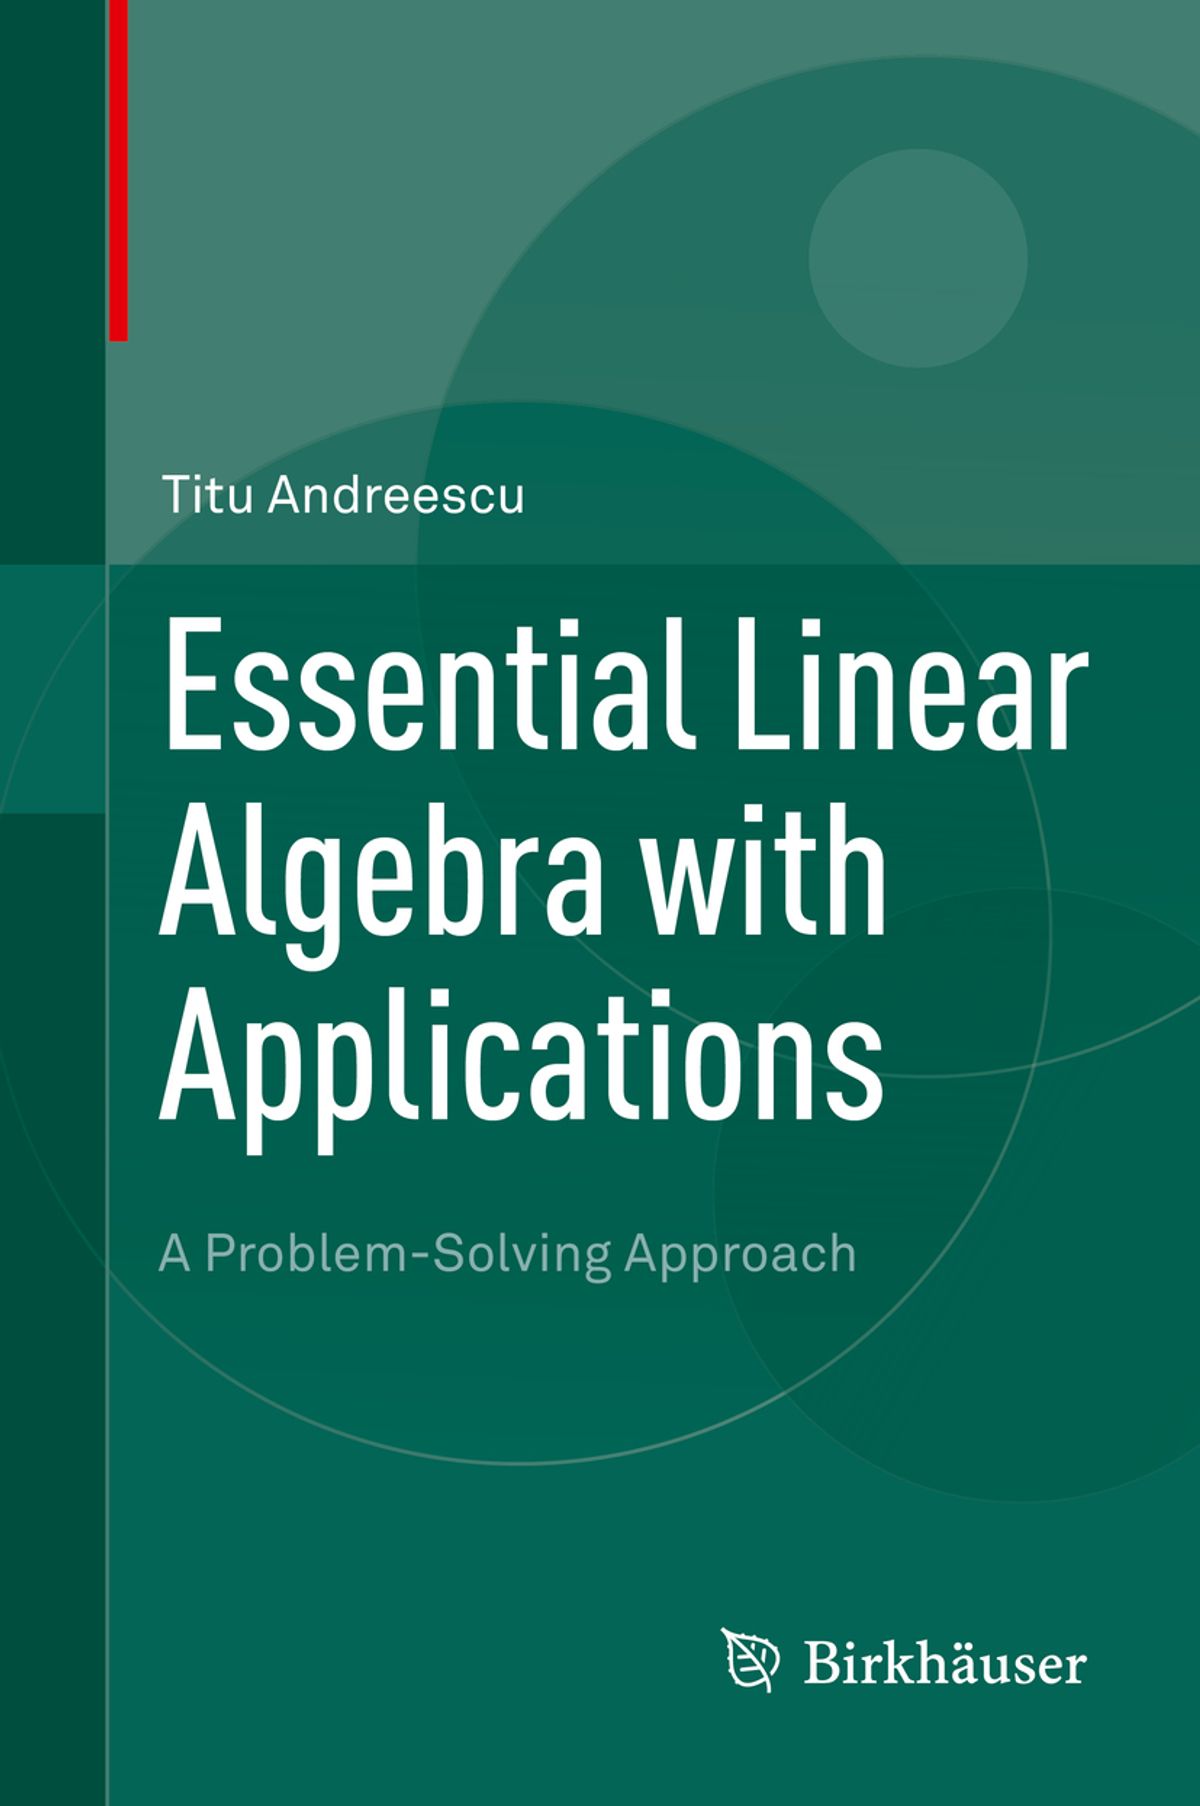 Titu Andreescu
Essential Linear
Algebra with
Applications
A Problem-Solving Approach
Birkhäuser